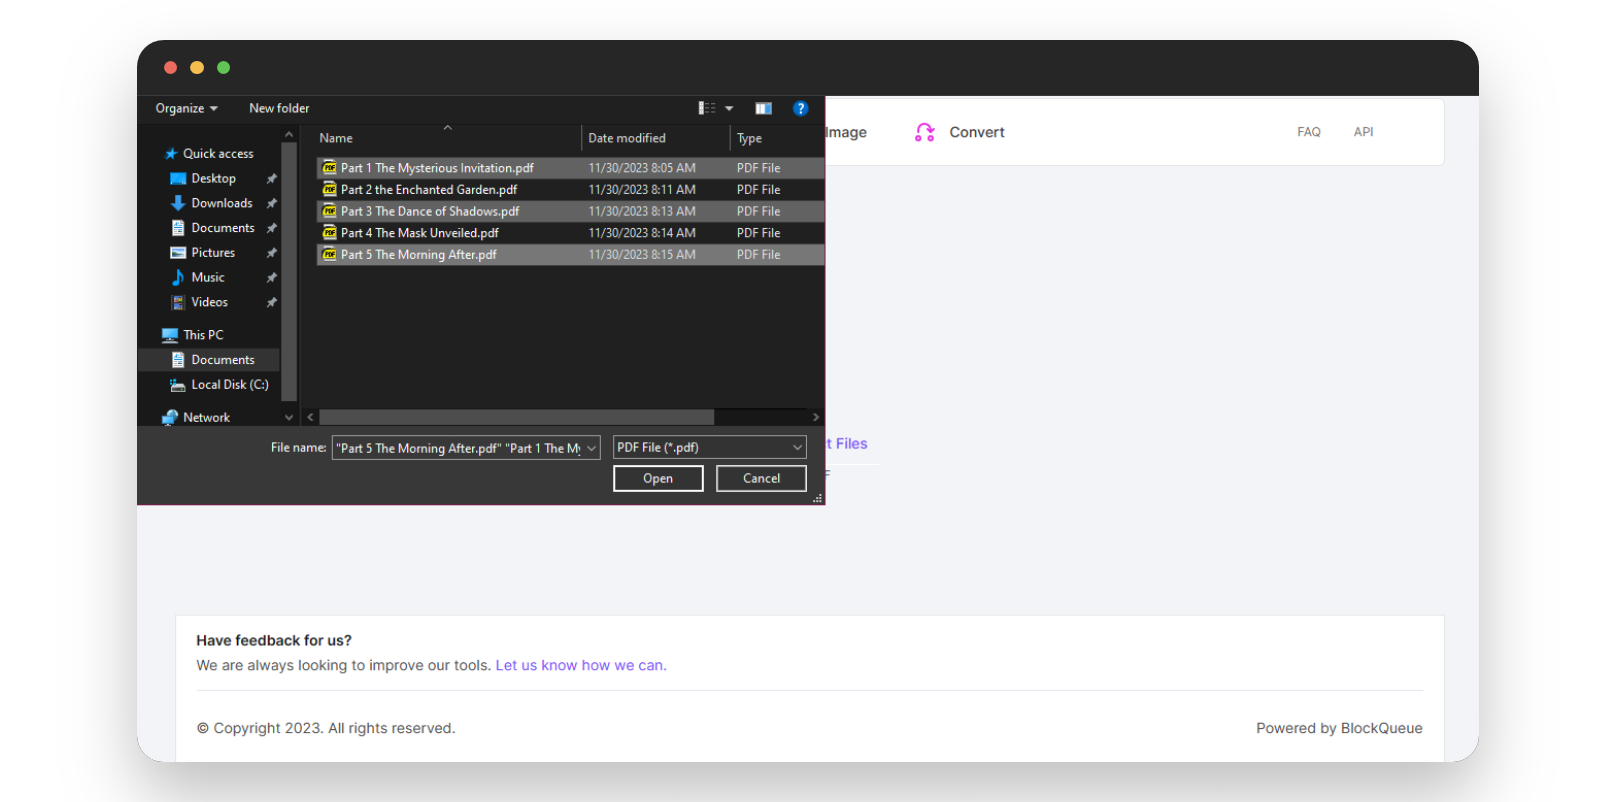 Organize
New folder
Image
Convert
FAQ
API
Name
Date modified
Type
Quick access
Desktop
Downloads
Documents
Pictures
Music
Videos
This PC
Documents
Local Disk (C:)
Network
Part 1 The Mysterious Invitation.pdf 11/30/2023 8:05 AM PDF File
Part 2 the Enchanted Garden.pdf 11/30/2023 8:11 AM PDF File
Part 3 The Dance of Shadows.pdf 11/30/2023 8:13 AM PDF File
Part 4 The Mask Unveiled.pdf 11/30/2023 8:14 AM PDF File
Part 5 The Morning After.pdf 11/30/2023 8:15 AM PDF File
File name: "Part 5 The Morning After.pdf" "Part 1 The My
PDF File (*.pdf)
Open
Cancel
t Files
F
Have feedback for us?
We are always looking to improve our tools. Let us know how we can.
© Copyright 2023. All rights reserved.
Powered by BlockQueue